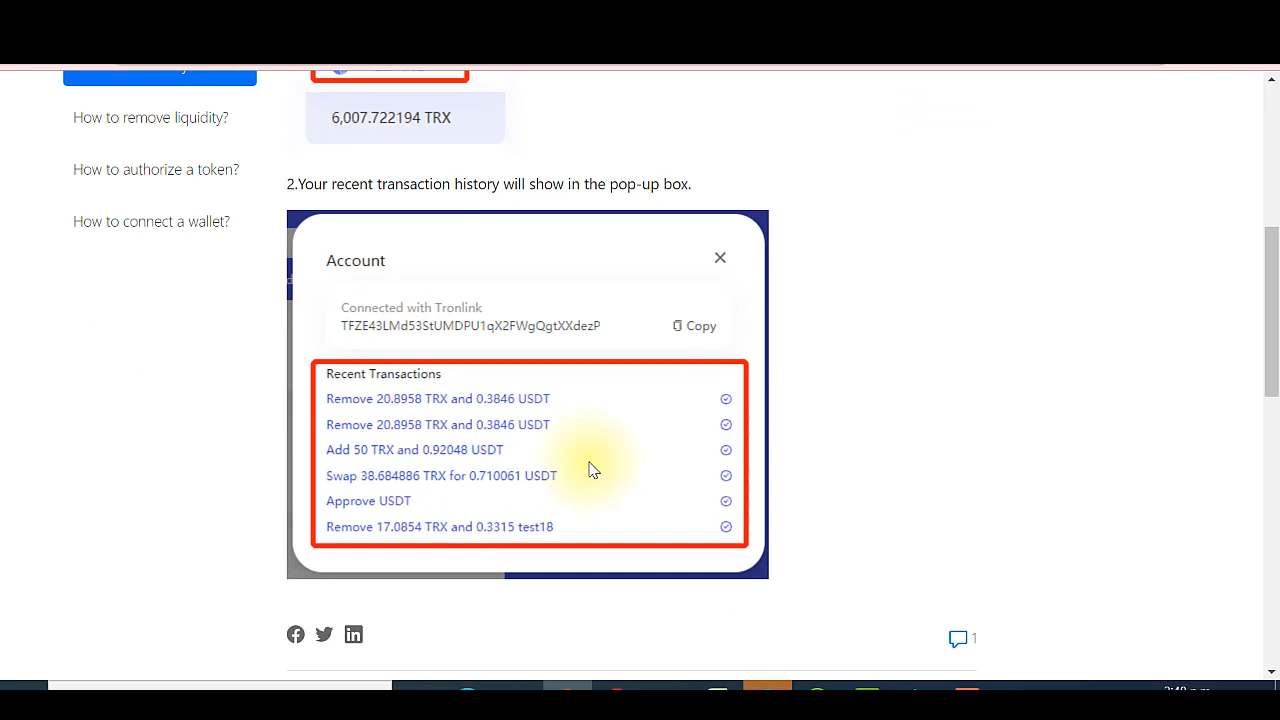 6,007.722194 TRX
How to remove liquidity?
How to authorize a token?
How to connect a wallet?
2.Your recent transaction history will show in the pop-up box.
Account
Connected with Tronlink
TFZE43LMd53StUMDPU1qX2FWgQgtXXdezP
Copy
Recent Transactions
Remove 20.8958 TRX and 0.3846 USDT
Remove 20.8958 TRX and 0.3846 USDT
Add 50 TRX and 0.92048 USDT
Swap 38.684886 TRX for 0.710061 USDT
Approve USDT
Remove 17.0854 TRX and 0.3315 test18
1